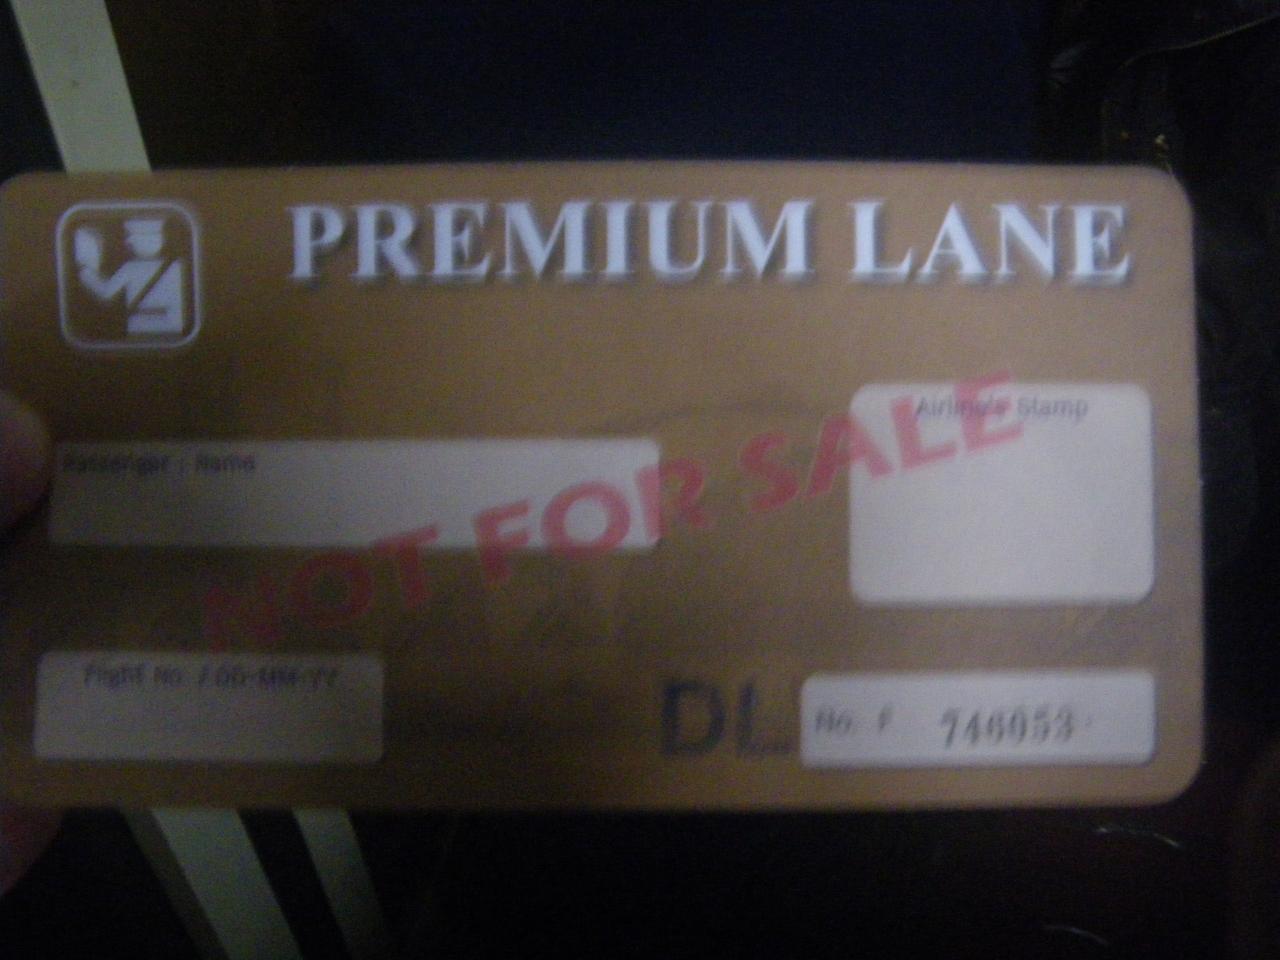 PREMIUM LANE
Airline's Stamp
Passenger : Name
NOT FOR SALE
Flight No. / DD-MM-YY
DL
No. F 746053